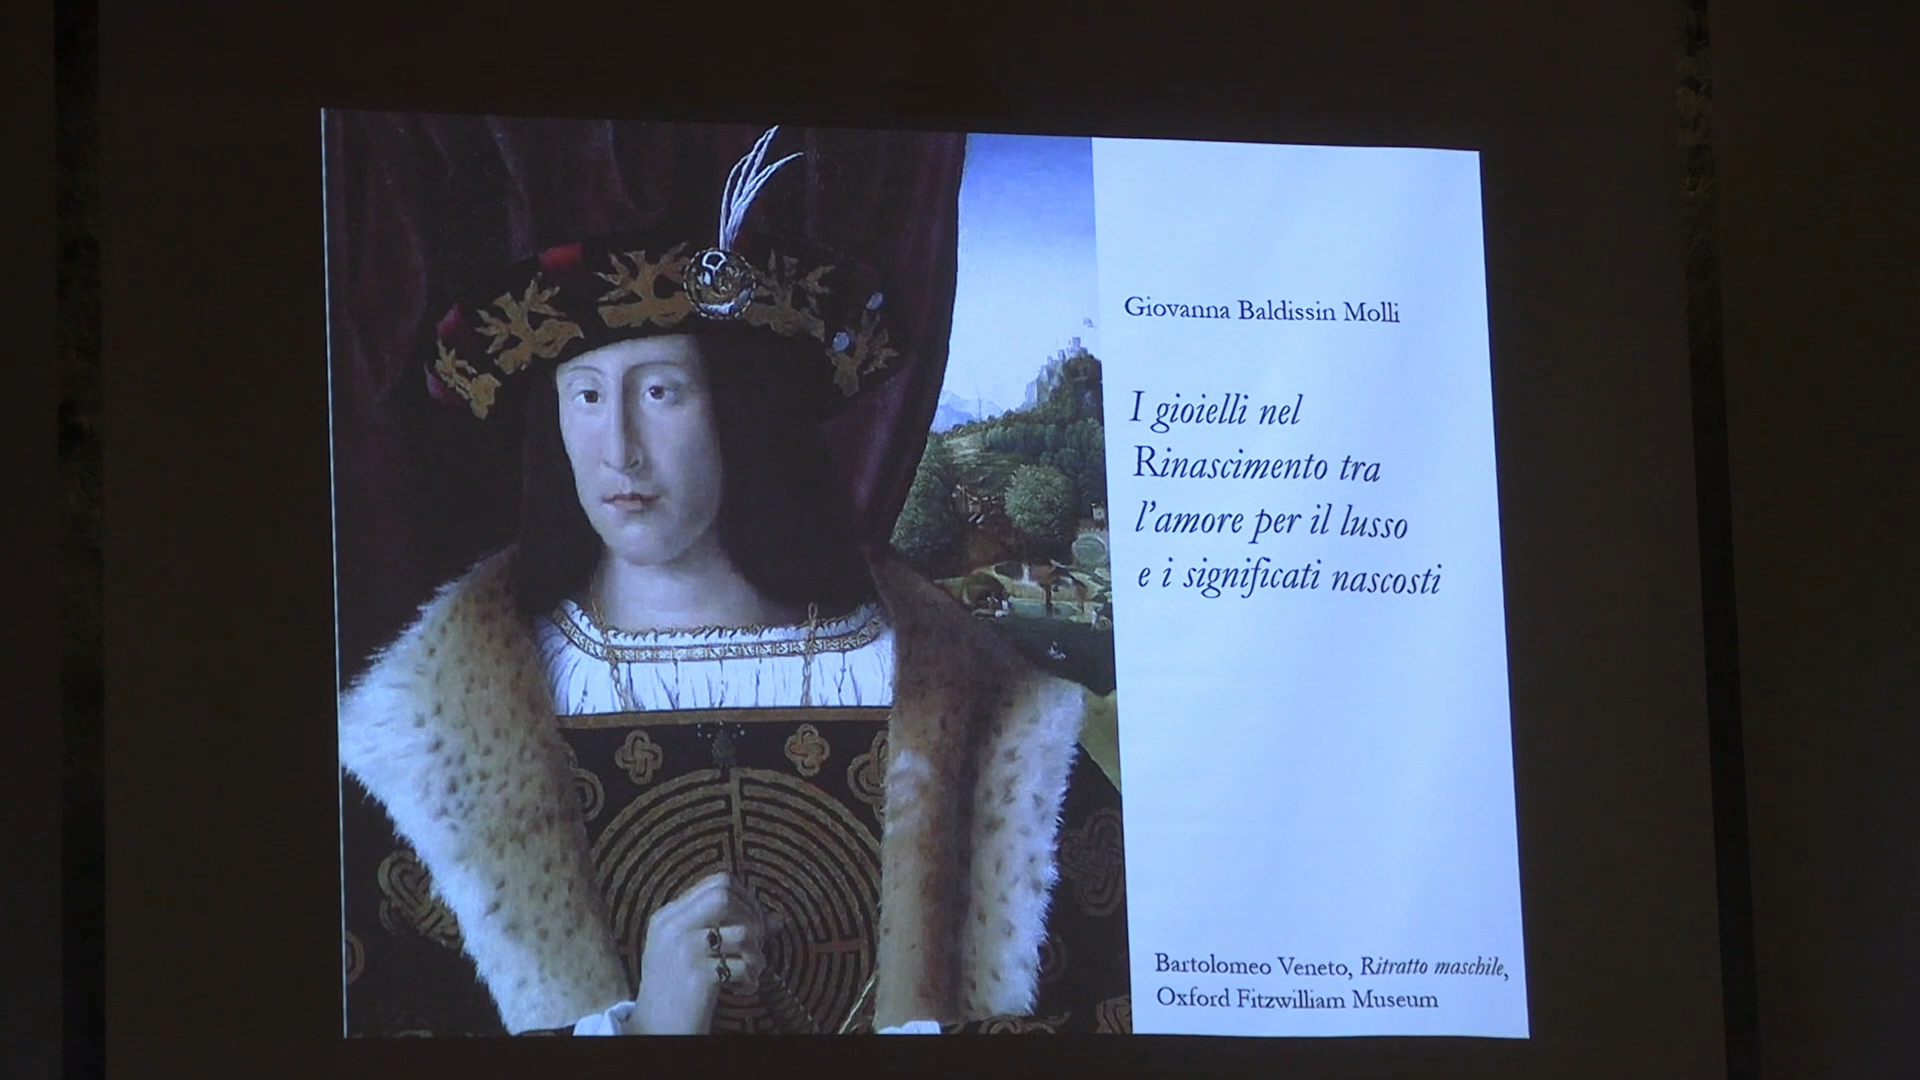 Giovanna Baldissin Molli
I gioielli nel
Rinascimento tra
l'amore per il lusso
e i significati nascosti
Bartolomeo Veneto, Ritratto maschile,
Oxford Fitzwilliam Museum